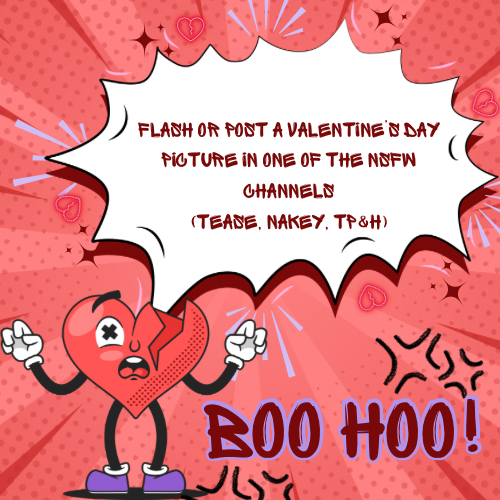 FLASH OR POST A VALENTINE'S DAY
PICTURE IN ONE OF THE NSFW
CHANNELS
(TEASE, NAKEY, TP&H)
BOO HOO!